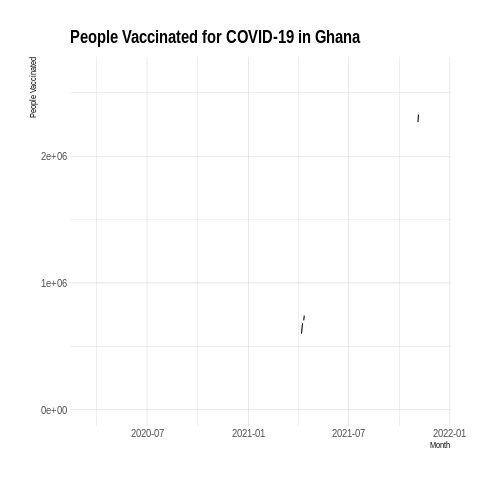 People Vaccinated for COVID-19 in Ghana
People Vaccinated
2e+06
1e+06
0e+00
2020-07 2021-01 2021-07 2022-01
Month